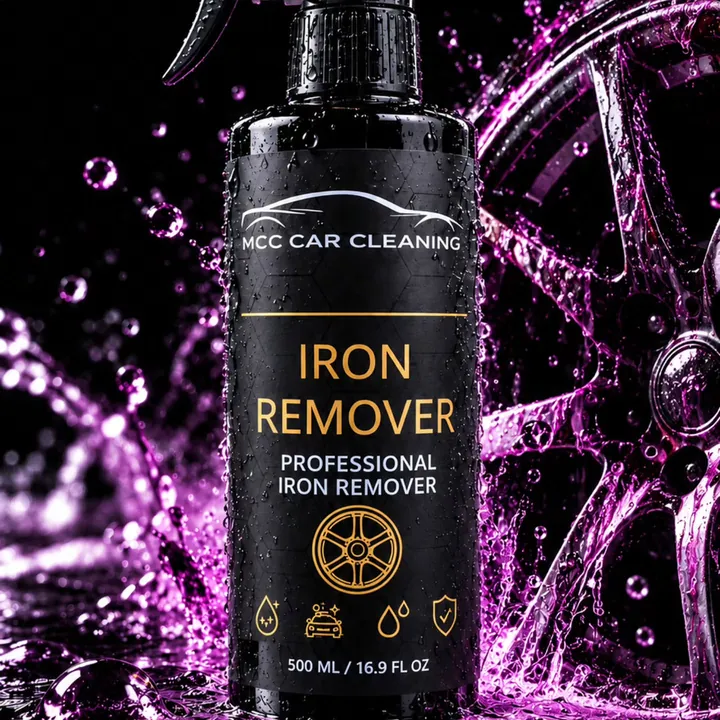 MCC CAR CLEANING
IRON
REMOVER
PROFESSIONAL
IRON REMOVER
500 ML / 16.9 FL OZ